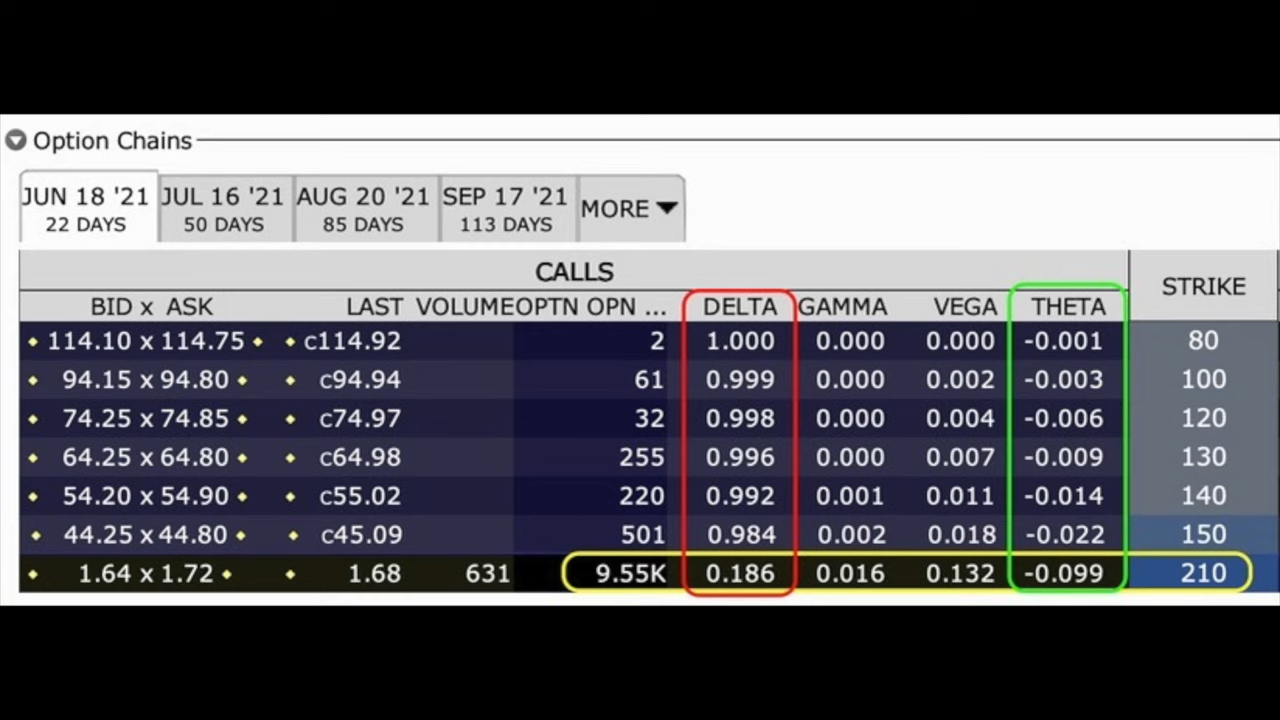 Option Chains
JUN 18 '21 JUL 16 '21 AUG 20 '21 SEP 17 '21 MORE
22 DAYS 50 DAYS 85 DAYS 113 DAYS
CALLS STRIKE
BID x ASK LAST VOLUME OPTN OPN ... DELTA GAMMA VEGA THETA
114.10 x 114.75 c114.92 2 1.000 0.000 0.000 -0.001 80
94.15 x 94.80 c94.94 61 0.999 0.000 0.002 -0.003 100
74.25 x 74.85 c74.97 32 0.998 0.000 0.004 -0.006 120
64.25 x 64.80 c64.98 255 0.996 0.000 0.007 -0.009 130
54.20 x 54.90 c55.02 220 0.992 0.001 0.011 -0.014 140
44.25 x 44.80 c45.09 501 0.984 0.002 0.018 -0.022 150
1.64 x 1.72 1.68 631 9.55K 0.186 0.016 0.132 -0.099 210